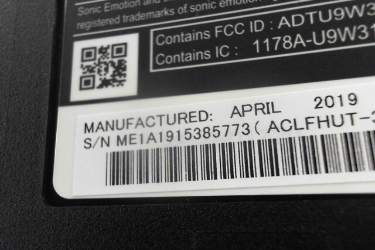 Sonic Emotion and the
registered trademarks of sonic emotion
Contains FCC ID : ADTU9W3
Contains IC : 1178A-U9W31
MANUFACTURED: APRIL 2019
S/N ME1A1915385773( ACLFHUT-